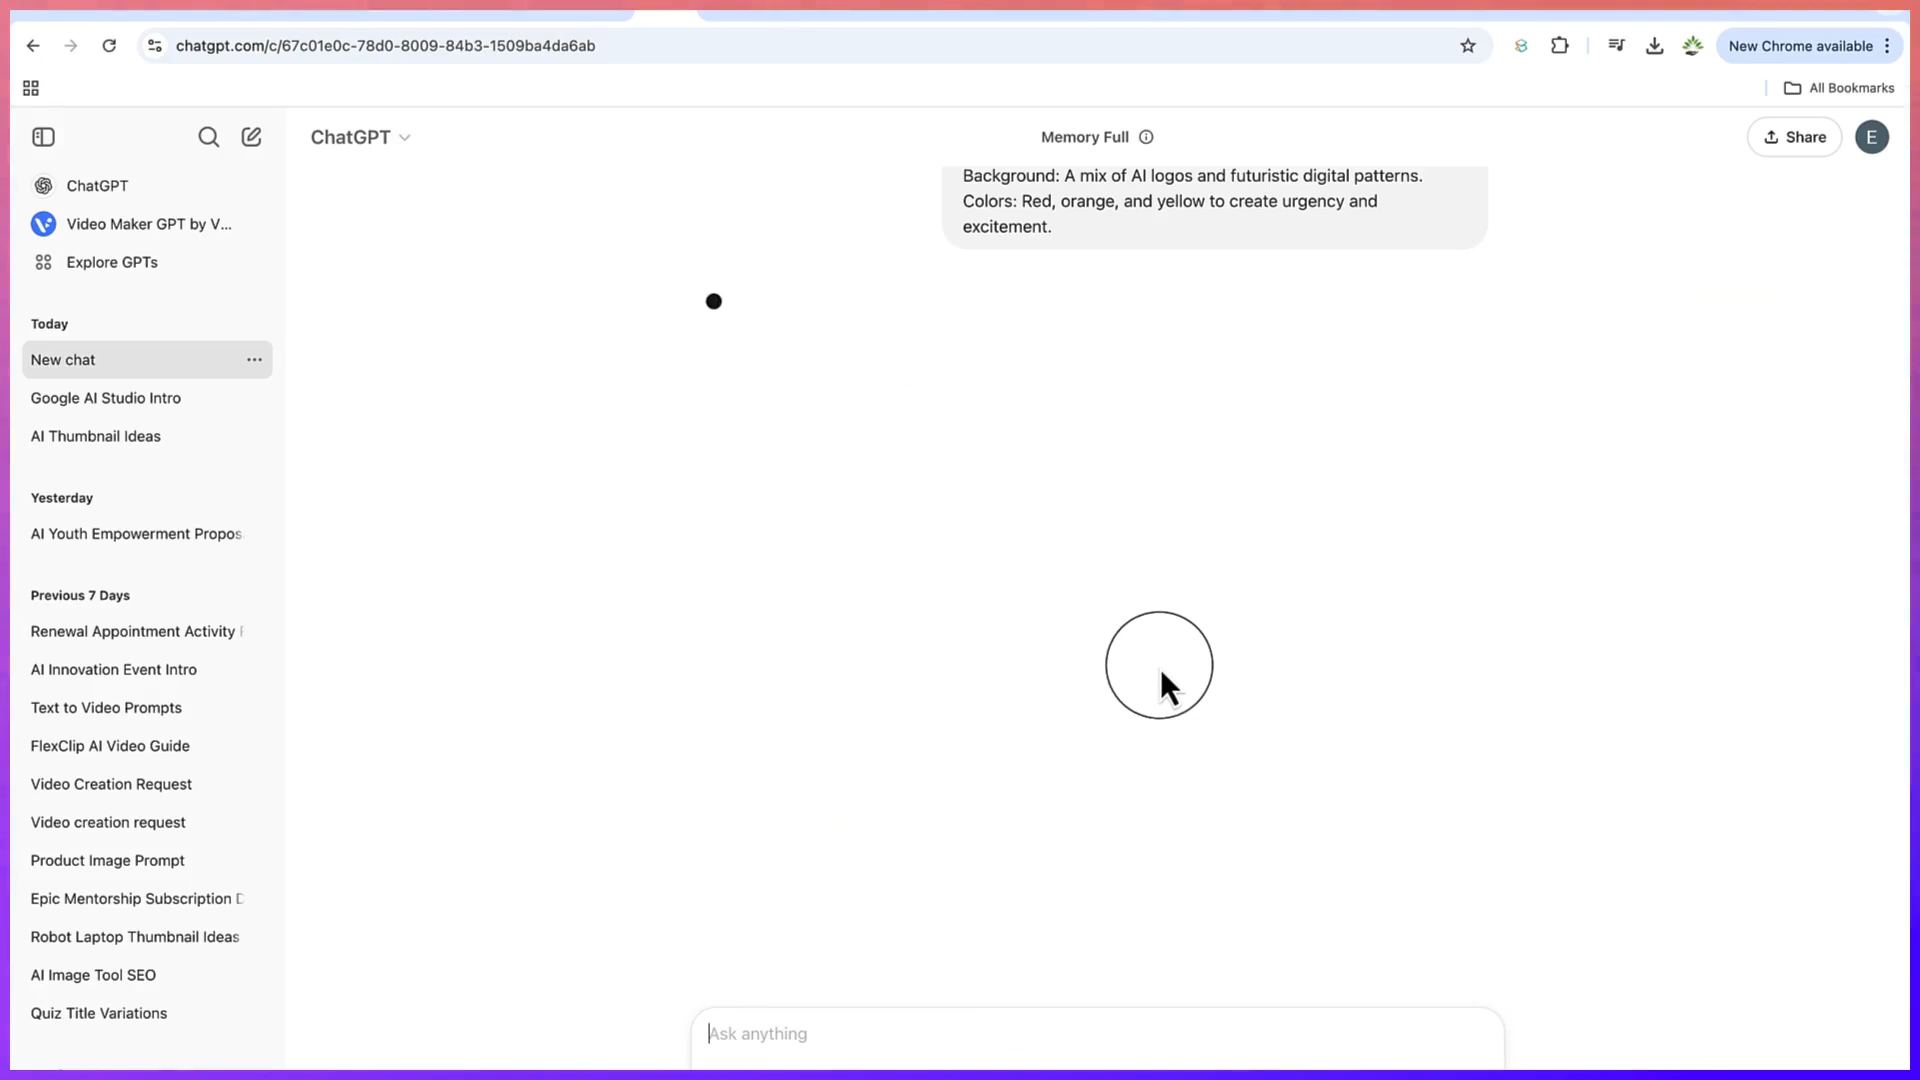 chatgpt.com/c/67c01e0c-78d0-8009-84b3-1509ba4da6ab
New Chrome available
All Bookmarks
ChatGPT
Memory Full
Share
E
ChatGPT
Video Maker GPT by V...
Explore GPTs
Today
New chat
Google AI Studio Intro
AI Thumbnail Ideas
Yesterday
AI Youth Empowerment Propos
Previous 7 Days
Renewal Appointment Activity
AI Innovation Event Intro
Text to Video Prompts
FlexClip AI Video Guide
Video Creation Request
Video creation request
Product Image Prompt
Epic Mentorship Subscription D
Robot Laptop Thumbnail Ideas
AI Image Tool SEO
Quiz Title Variations
Background: A mix of AI logos and futuristic digital patterns.
Colors: Red, orange, and yellow to create urgency and
excitement.
Ask anything